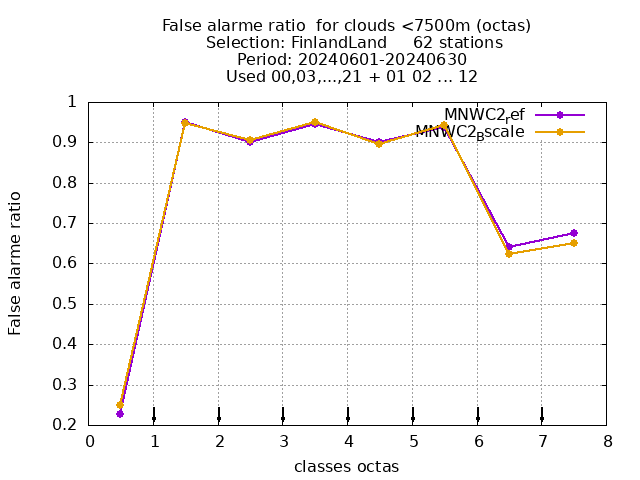 False alarme ratio  for clouds <7500m (octas)
Selection: FinlandLand     62 stations
Period: 20240601-20240630
Used 00,03,...,21 + 01 02 ... 12
MNWC2ref
MNWC2Bscale
1
0.9
0.8
0.7
0.6
0.5
0.4
0.3
0.2
False alarme ratio
0 1 2 3 4 5 6 7 8
classes octas